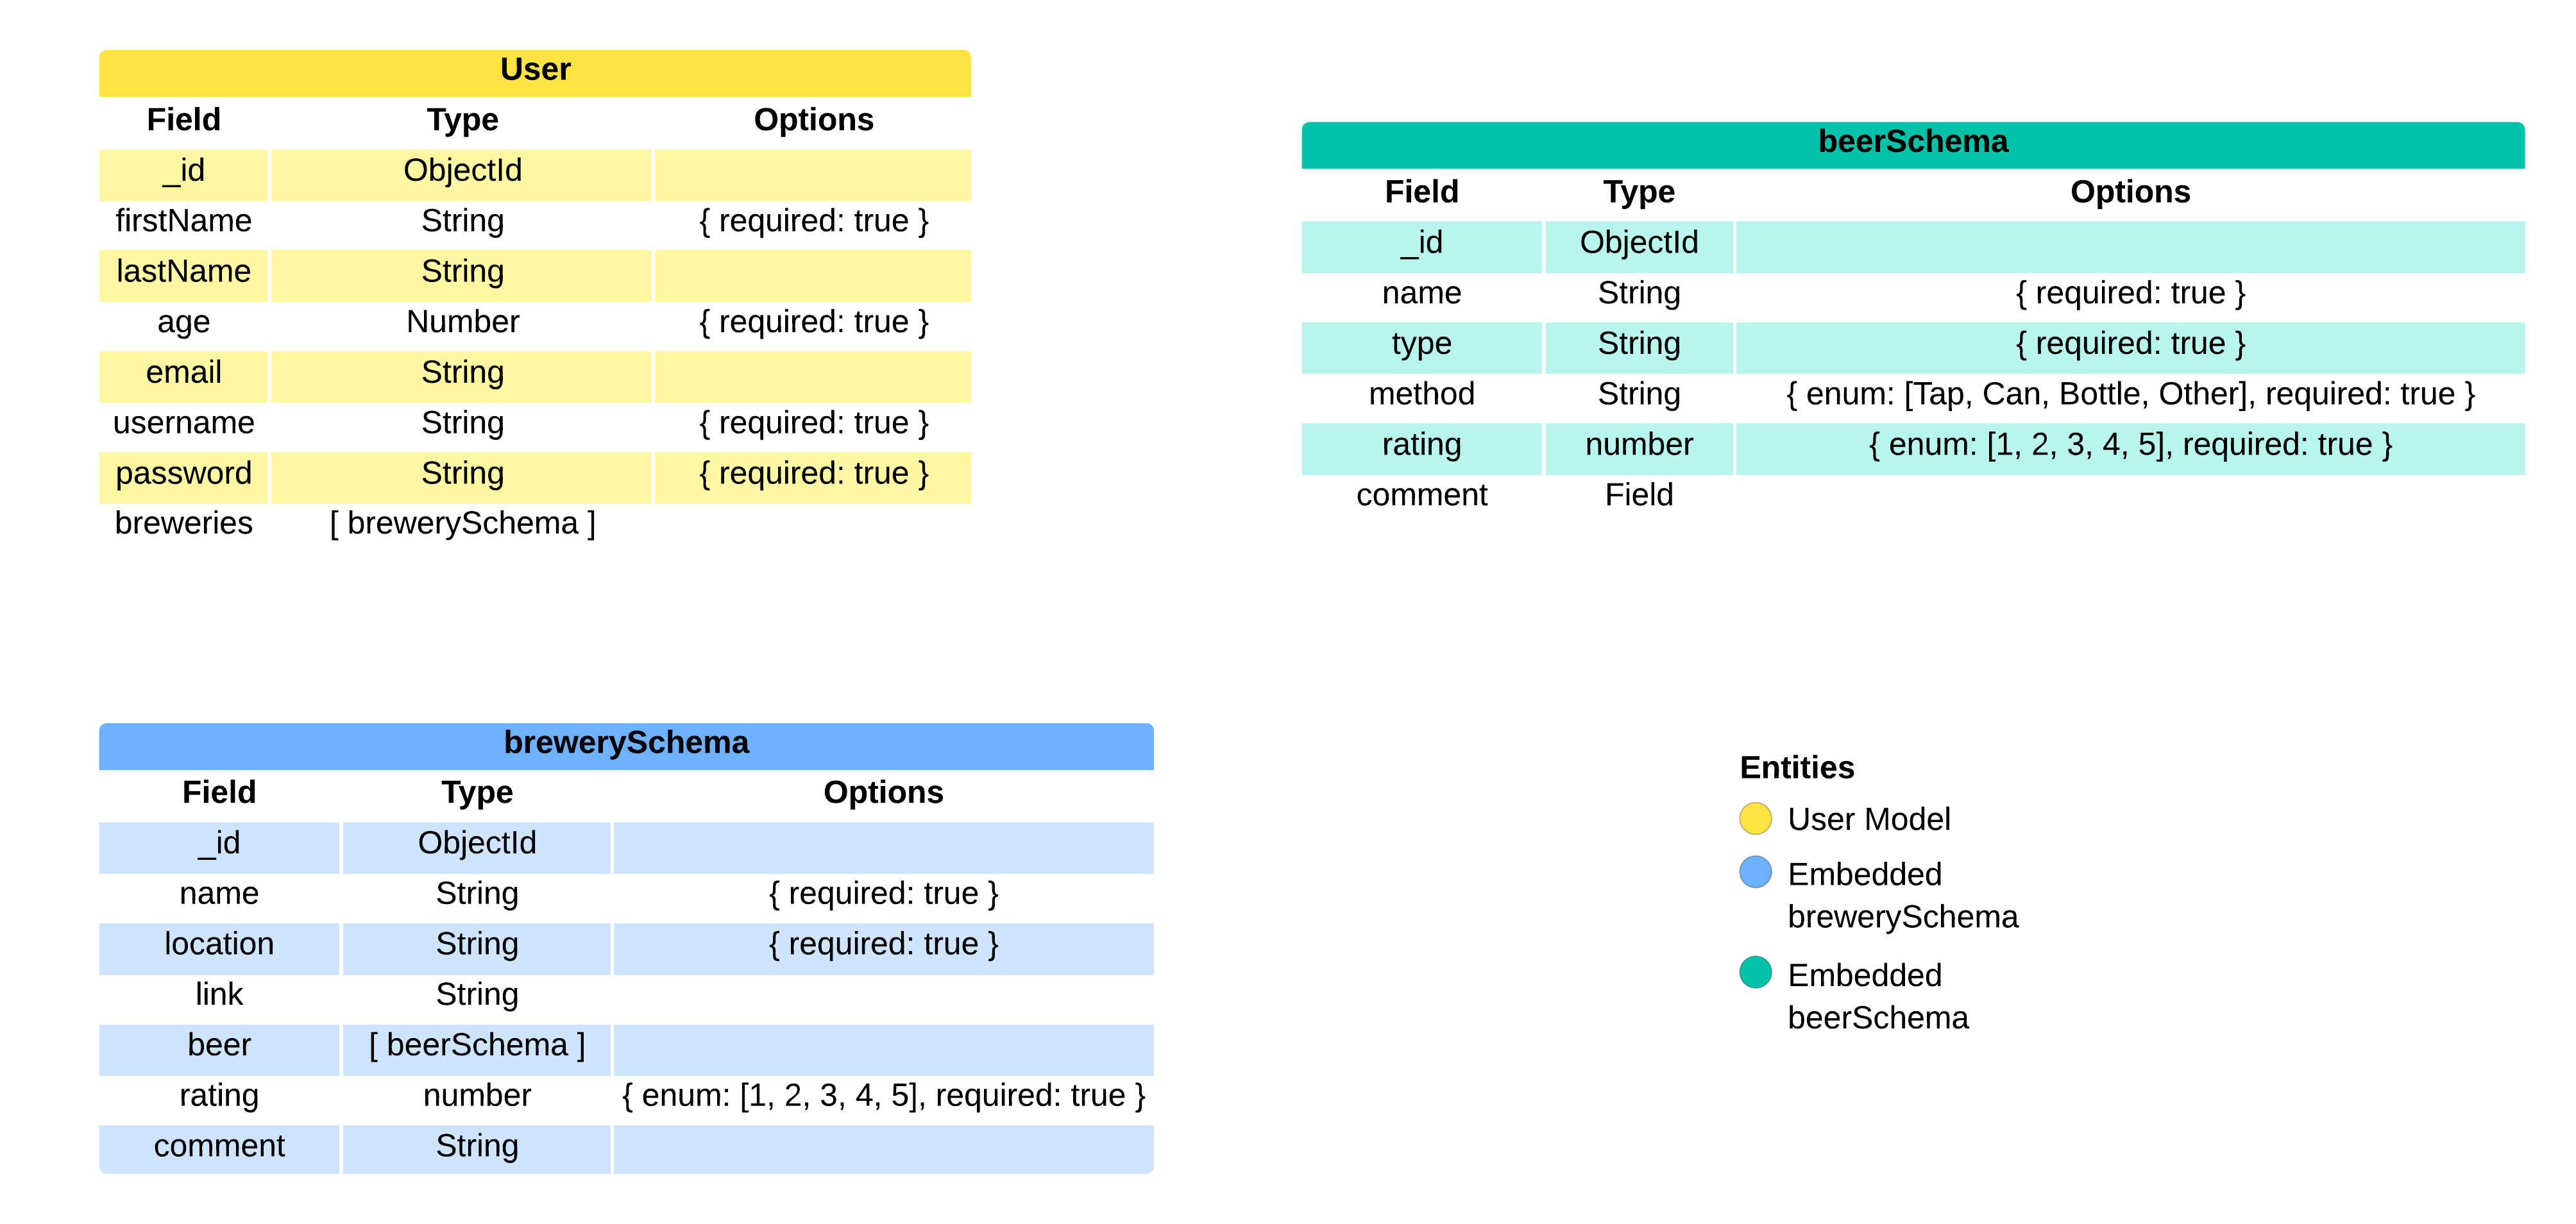 User
Field Type Options
_id ObjectId
firstName String { required: true }
lastName String
age Number { required: true }
email String
username String { required: true }
password String { required: true }
breweries [ brewerySchema ]
beerSchema
Field Type Options
_id ObjectId
name String { required: true }
type String { required: true }
method String { enum: [Tap, Can, Bottle, Other], required: true }
rating number { enum: [1, 2, 3, 4, 5], required: true }
comment Field
brewerySchema
Field Type Options
_id ObjectId
name String { required: true }
location String { required: true }
link String
beer [ beerSchema ]
rating number { enum: [1, 2, 3, 4, 5], required: true }
comment String
Entities
User Model
Embedded
brewerySchema
Embedded
beerSchema